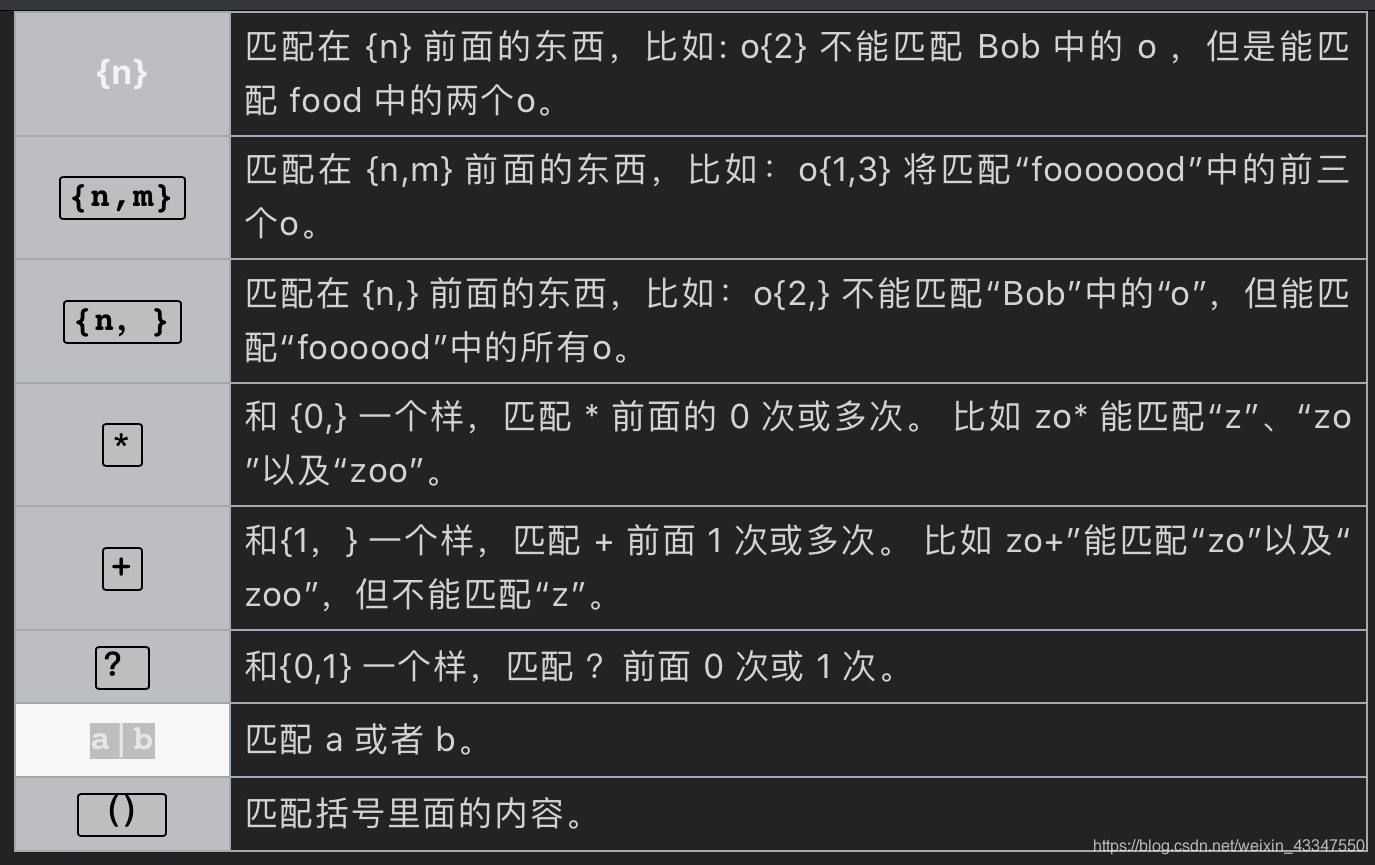 {n}
匹配在 {n} 前面的东西，比如: o{2} 不能匹配 Bob 中的 o ，但是能匹
配 food 中的两个o。
{n,m}
匹配在 {n,m} 前面的东西，比如：o{1,3} 将匹配“fooooood”中的前三
个o。
{n，}
匹配在 {n,} 前面的东西，比如：o{2,} 不能匹配“Bob”中的“o”，但能匹
配“foooood”中的所有o。
*
和 {0,} 一个样，匹配 * 前面的 0 次或多次。 比如 zo* 能匹配“z”、“zo
”以及“zoo”。
+
和{1，} 一个样，匹配 + 前面 1 次或多次。 比如 zo+”能匹配“zo”以及“
zoo”，但不能匹配“z”。
?
和{0,1} 一个样，匹配 ？前面 0 次或 1 次。
a|b
匹配 a 或者 b。
()
匹配括号里面的内容。
https://blog.csdn.net/weixin_43347550